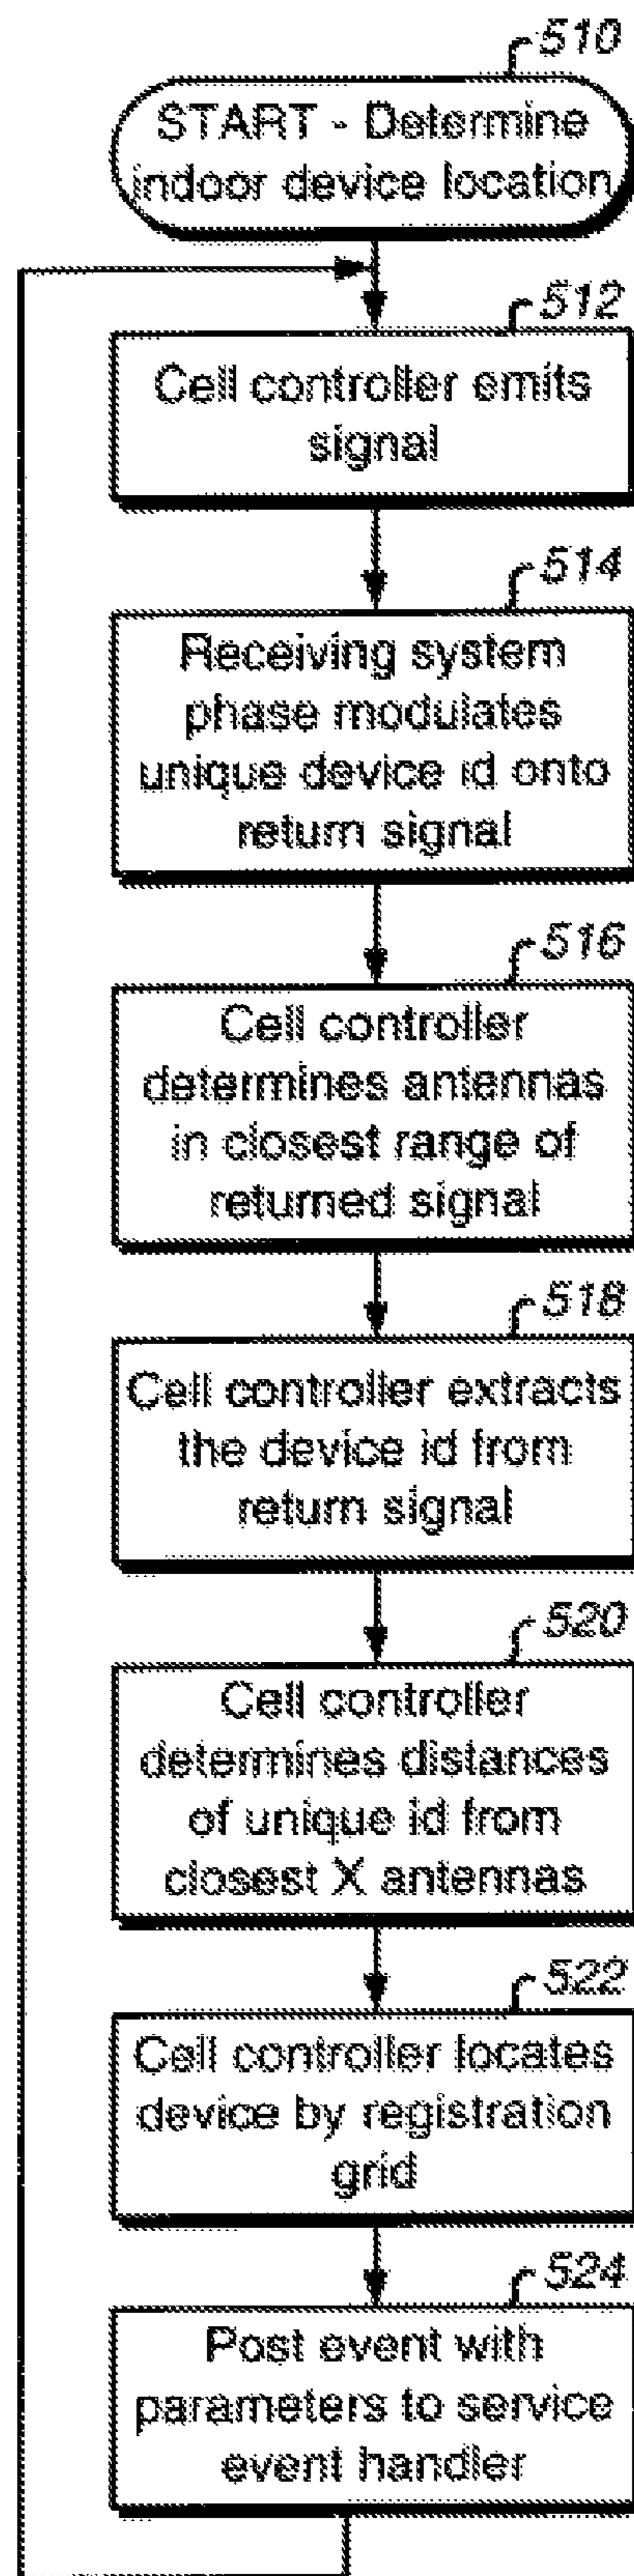 510
START - Determine
indoor device location
512
Cell controller emits
signal
514
Receiving system
phase modulates
unique device id onto
return signal
516
Cell controller
determines antennas
in closest range of
returned signal
518
Cell controller extracts
the device id from
return signal
520
Cell controller
determines distances
of unique id from
closest X antennas
522
Cell controller locates
device by registration
grid
524
Post event with
parameters to service
event handler